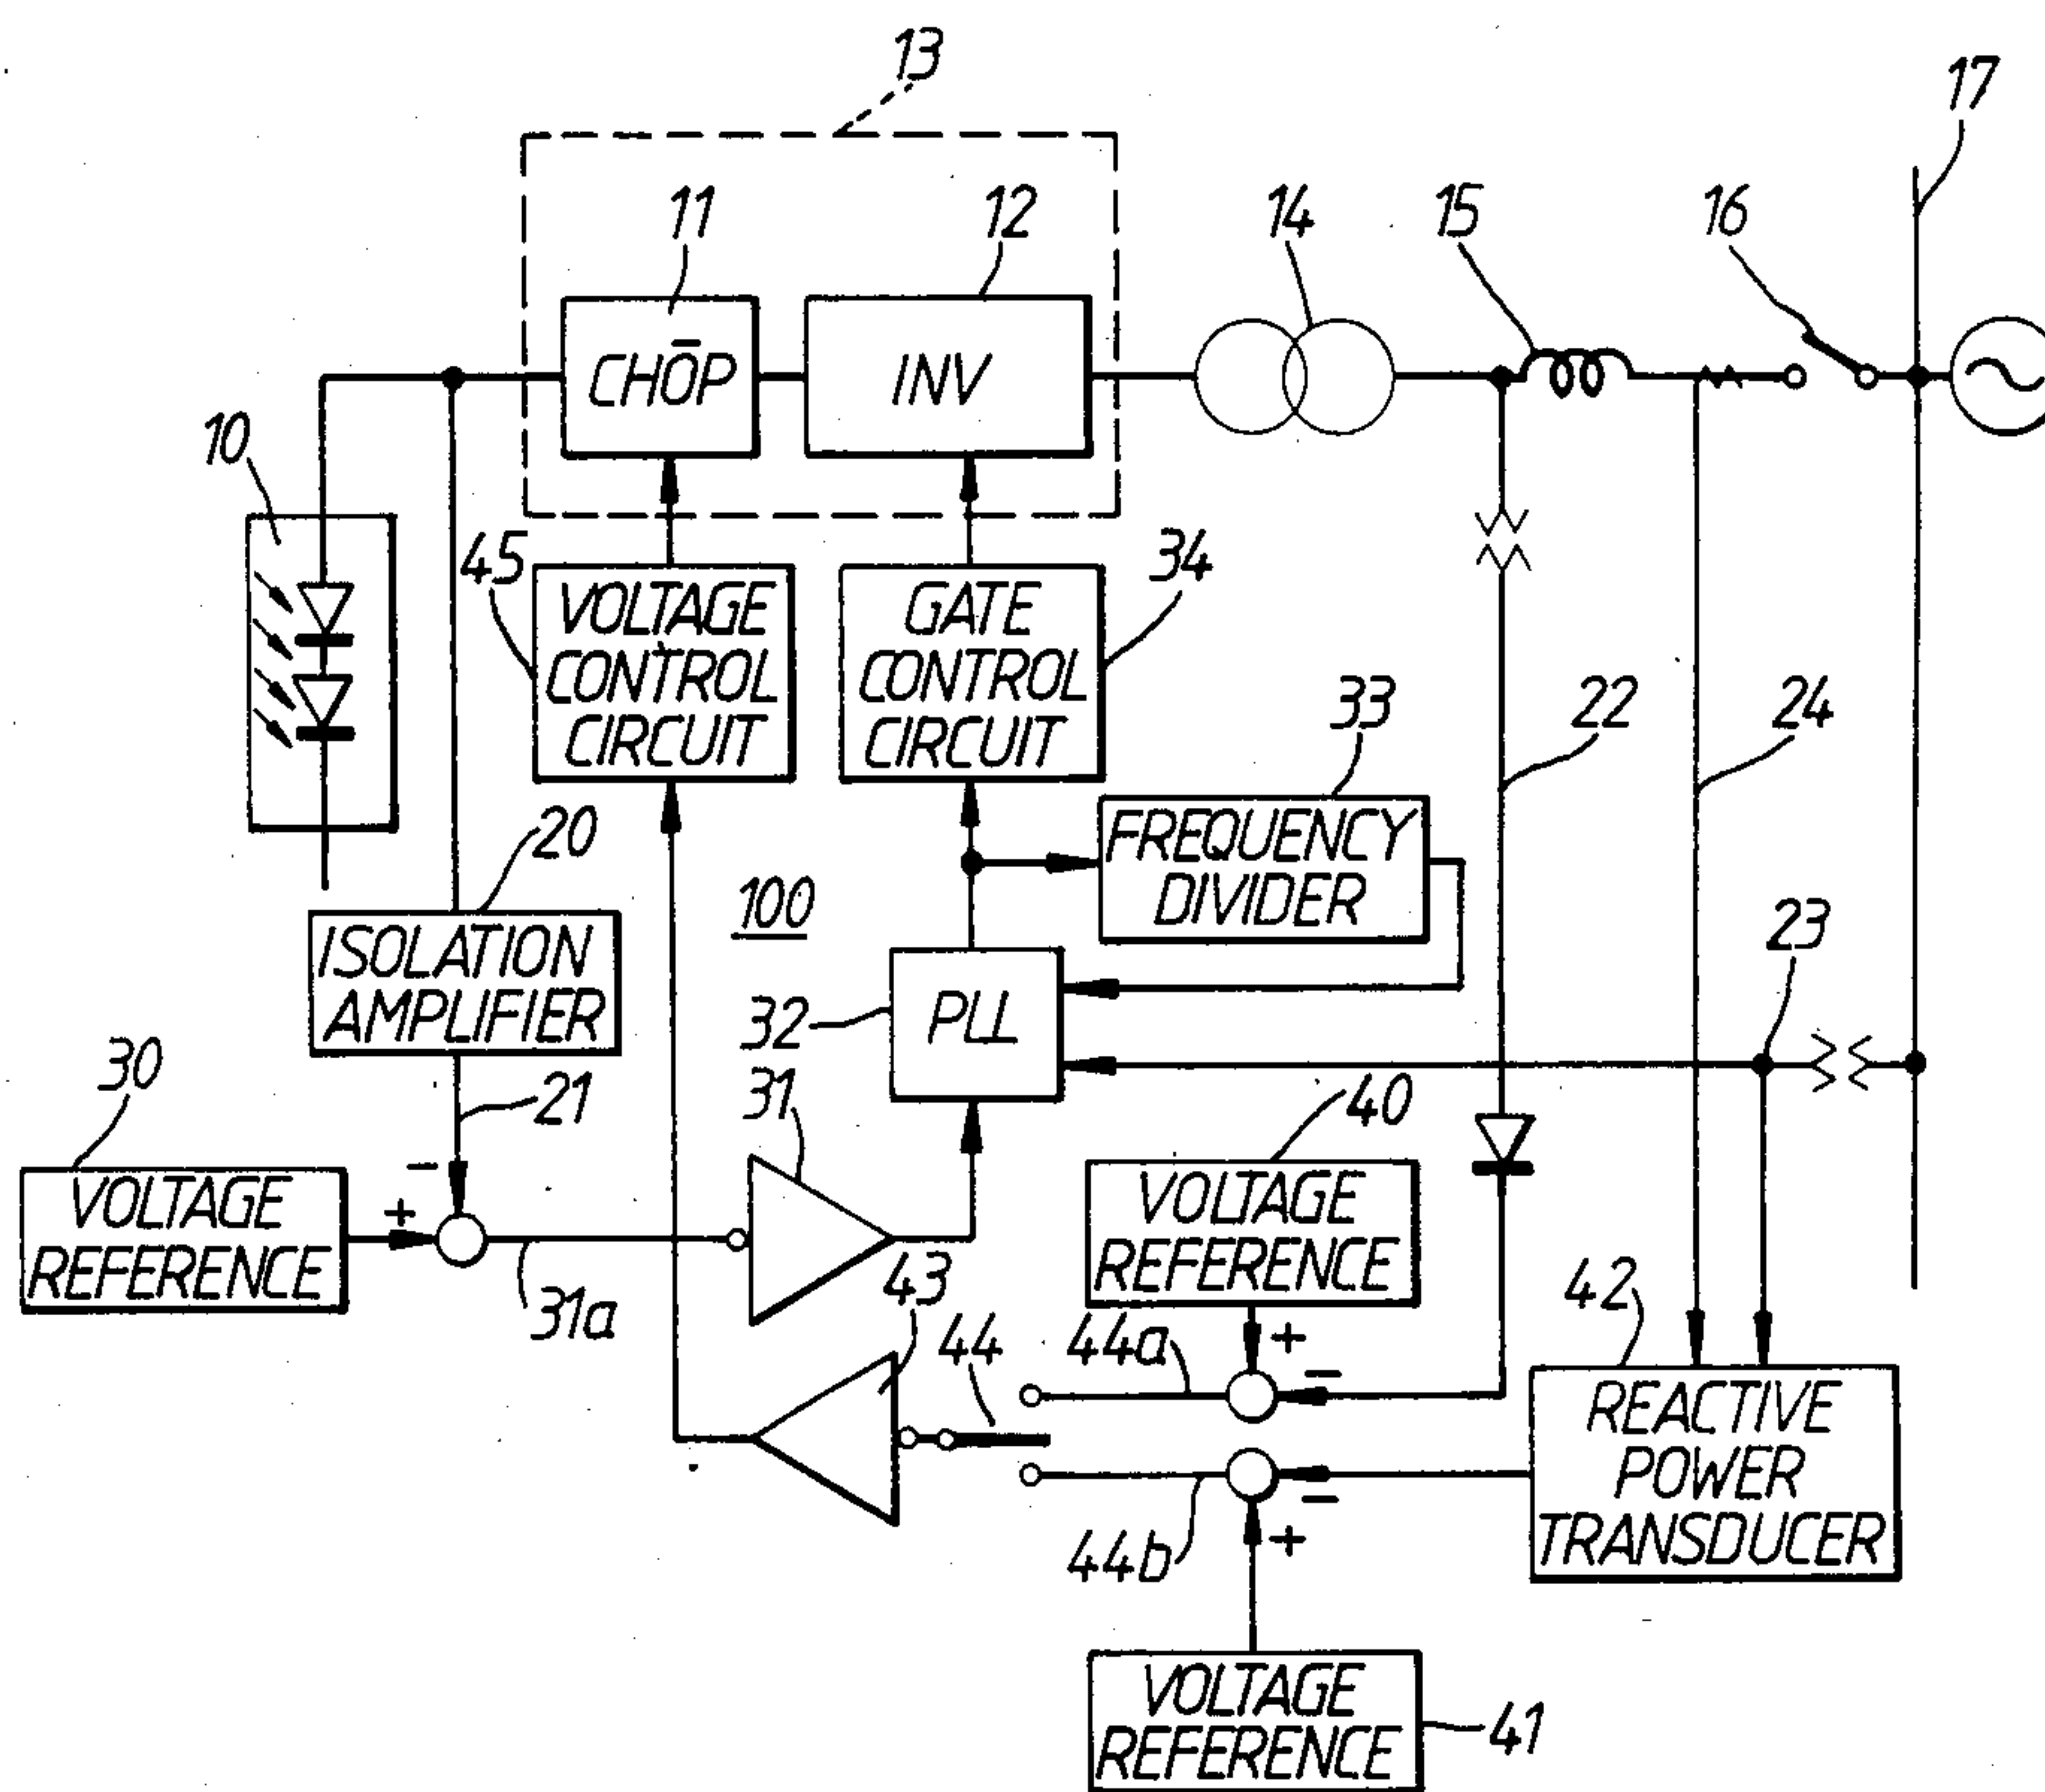 13
17
11
12
14
15
16
CHŌP
INV
10
45
34
VOLTAGE
CONTROL
CIRCUIT
GATE
CONTROL
CIRCUIT
33
22
24
20
FREQUENCY
DIVIDER
100
23
ISOLATION
AMPLIFIER
32
PLL
30
21
31
40
VOLTAGE
REFERENCE
-
+
VOLTAGE
REFERENCE
31a
43
44
44a
+
-
42
REACTIVE
POWER
TRANSDUCER
44b
-
+
VOLTAGE
REFERENCE
41